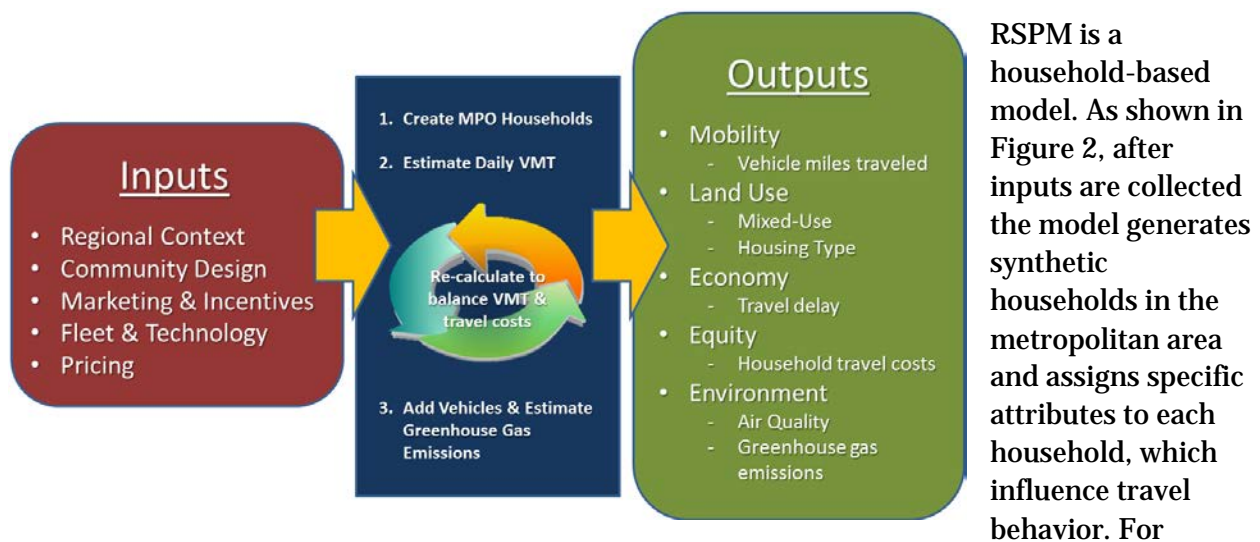 Inputs
• Regional Context
• Community Design
• Marketing & Incentives
• Fleet & Technology
• Pricing
1. Create MPO Households
2. Estimate Daily VMT
Re-calculate to
balance VMT &
travel costs
3. Add Vehicles & Estimate
Greenhouse Gas
Emissions
Outputs
• Mobility
- Vehicle miles traveled
• Land Use
- Mixed-Use
- Housing Type
• Economy
- Travel delay
• Equity
- Household travel costs
• Environment
- Air Quality
- Greenhouse gas
emissions
RSPM is a
household-based
model. As shown in
Figure 2, after
inputs are collected
the model generates
synthetic
households in the
metropolitan area
and assigns specific
attributes to each
household, which
influence travel
behavior. For